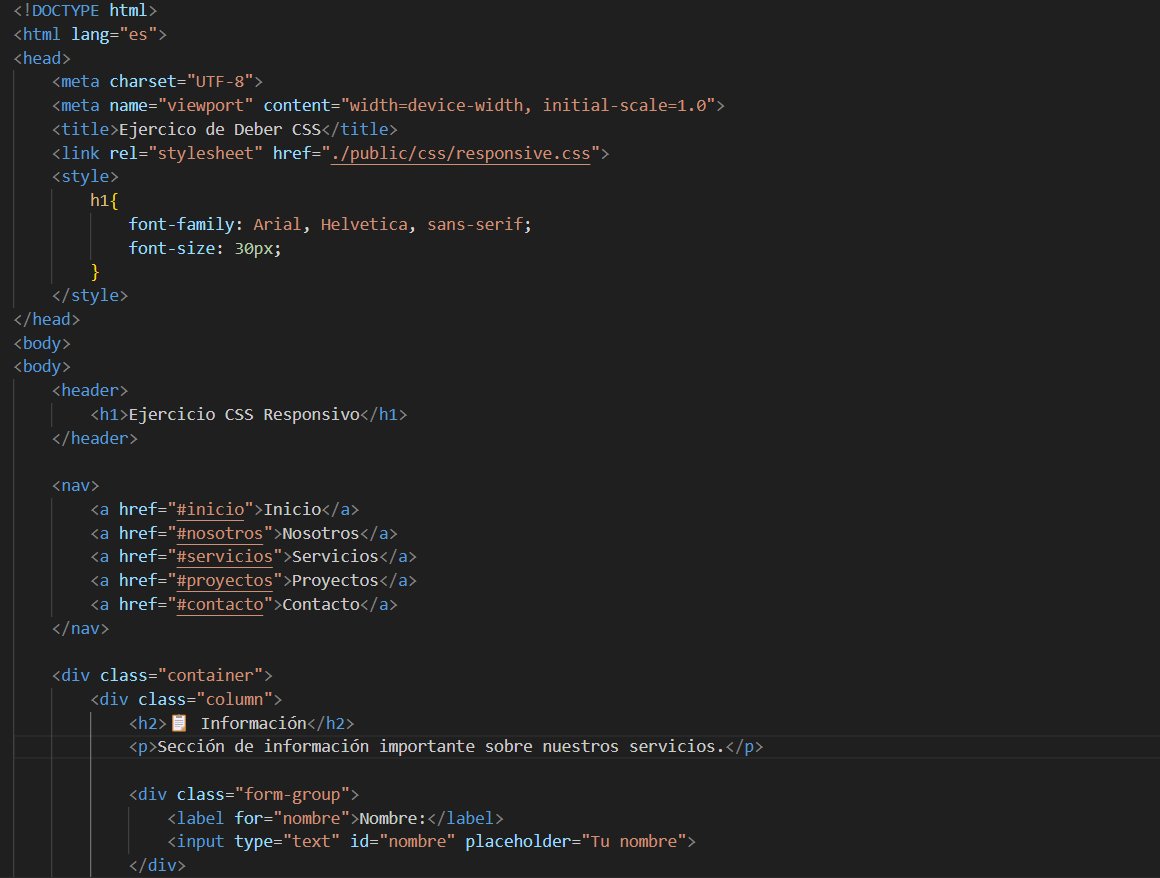 <!DOCTYPE html>
<html lang="es">
<head>
    <meta charset="UTF-8">
    <meta name="viewport" content="width=device-width, initial-scale=1.0">
    <title>Ejercico de Deber CSS</title>
    <link rel="stylesheet" href="./public/css/responsive.css">
    <style>
        h1{
            font-family: Arial, Helvetica, sans-serif;
            font-size: 30px;
        }
    </style>
</head>
<body>
<body>
    <header>
        <h1>Ejercicio CSS Responsivo</h1>
    </header>

    <nav>
        <a href="#inicio">Inicio</a>
        <a href="#nosotros">Nosotros</a>
        <a href="#servicios">Servicios</a>
        <a href="#proyectos">Proyectos</a>
        <a href="#contacto">Contacto</a>
    </nav>

    <div class="container">
        <div class="column">
            <h2>📋 Información</h2>
            <p>Sección de información importante sobre nuestros servicios.</p>

            <div class="form-group">
                <label for="nombre">Nombre:</label>
                <input type="text" id="nombre" placeholder="Tu nombre">
            </div>